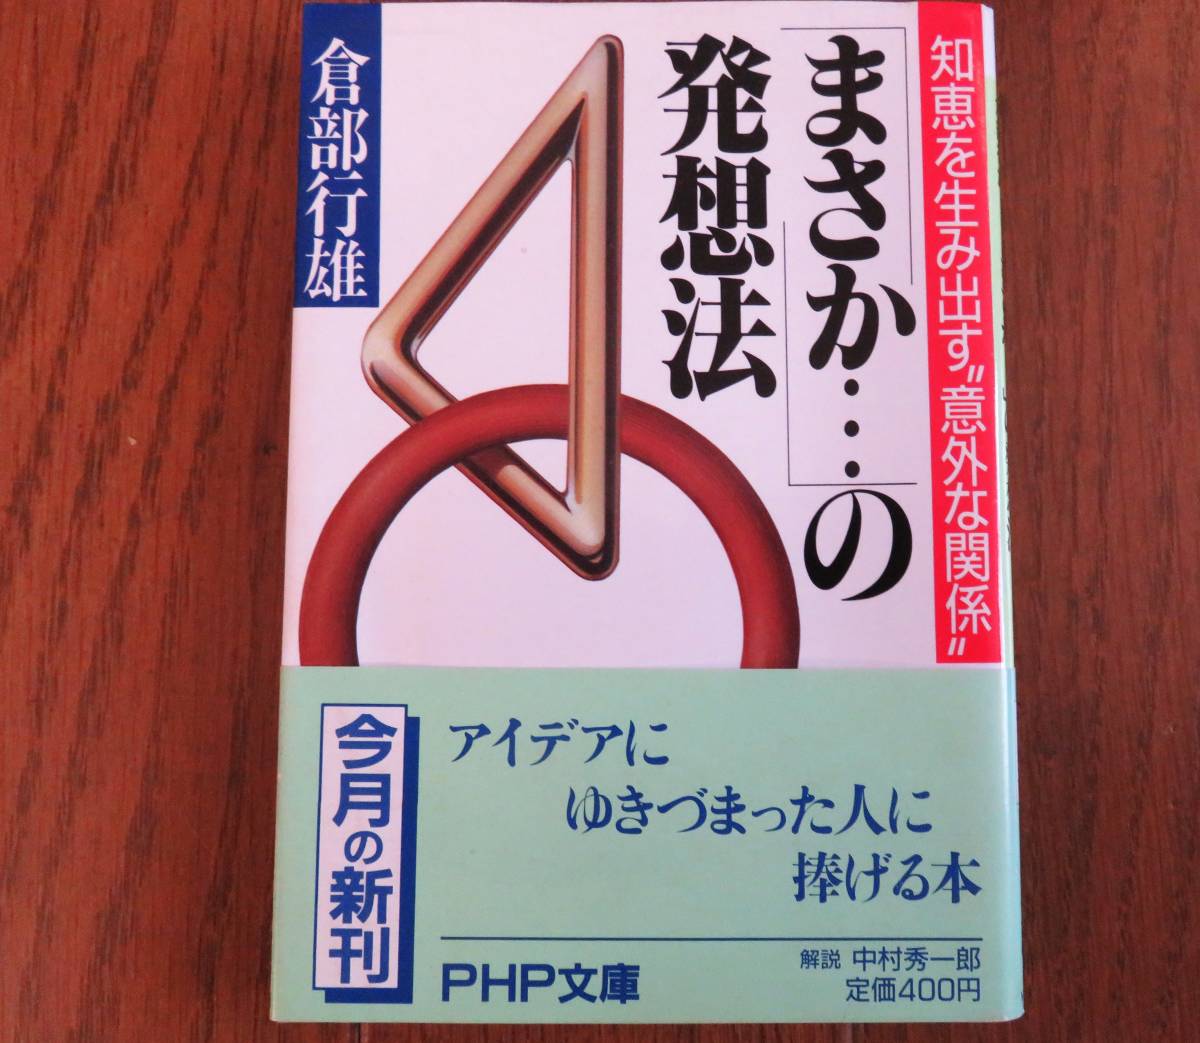 知恵を生み出す“意外な関係”
「まさか…の
発想法
倉部行雄
今月の新刊
アイデアに
ゆきづまった人に
捧げる本
PHP文庫
解説 中村秀一郎
定価400円